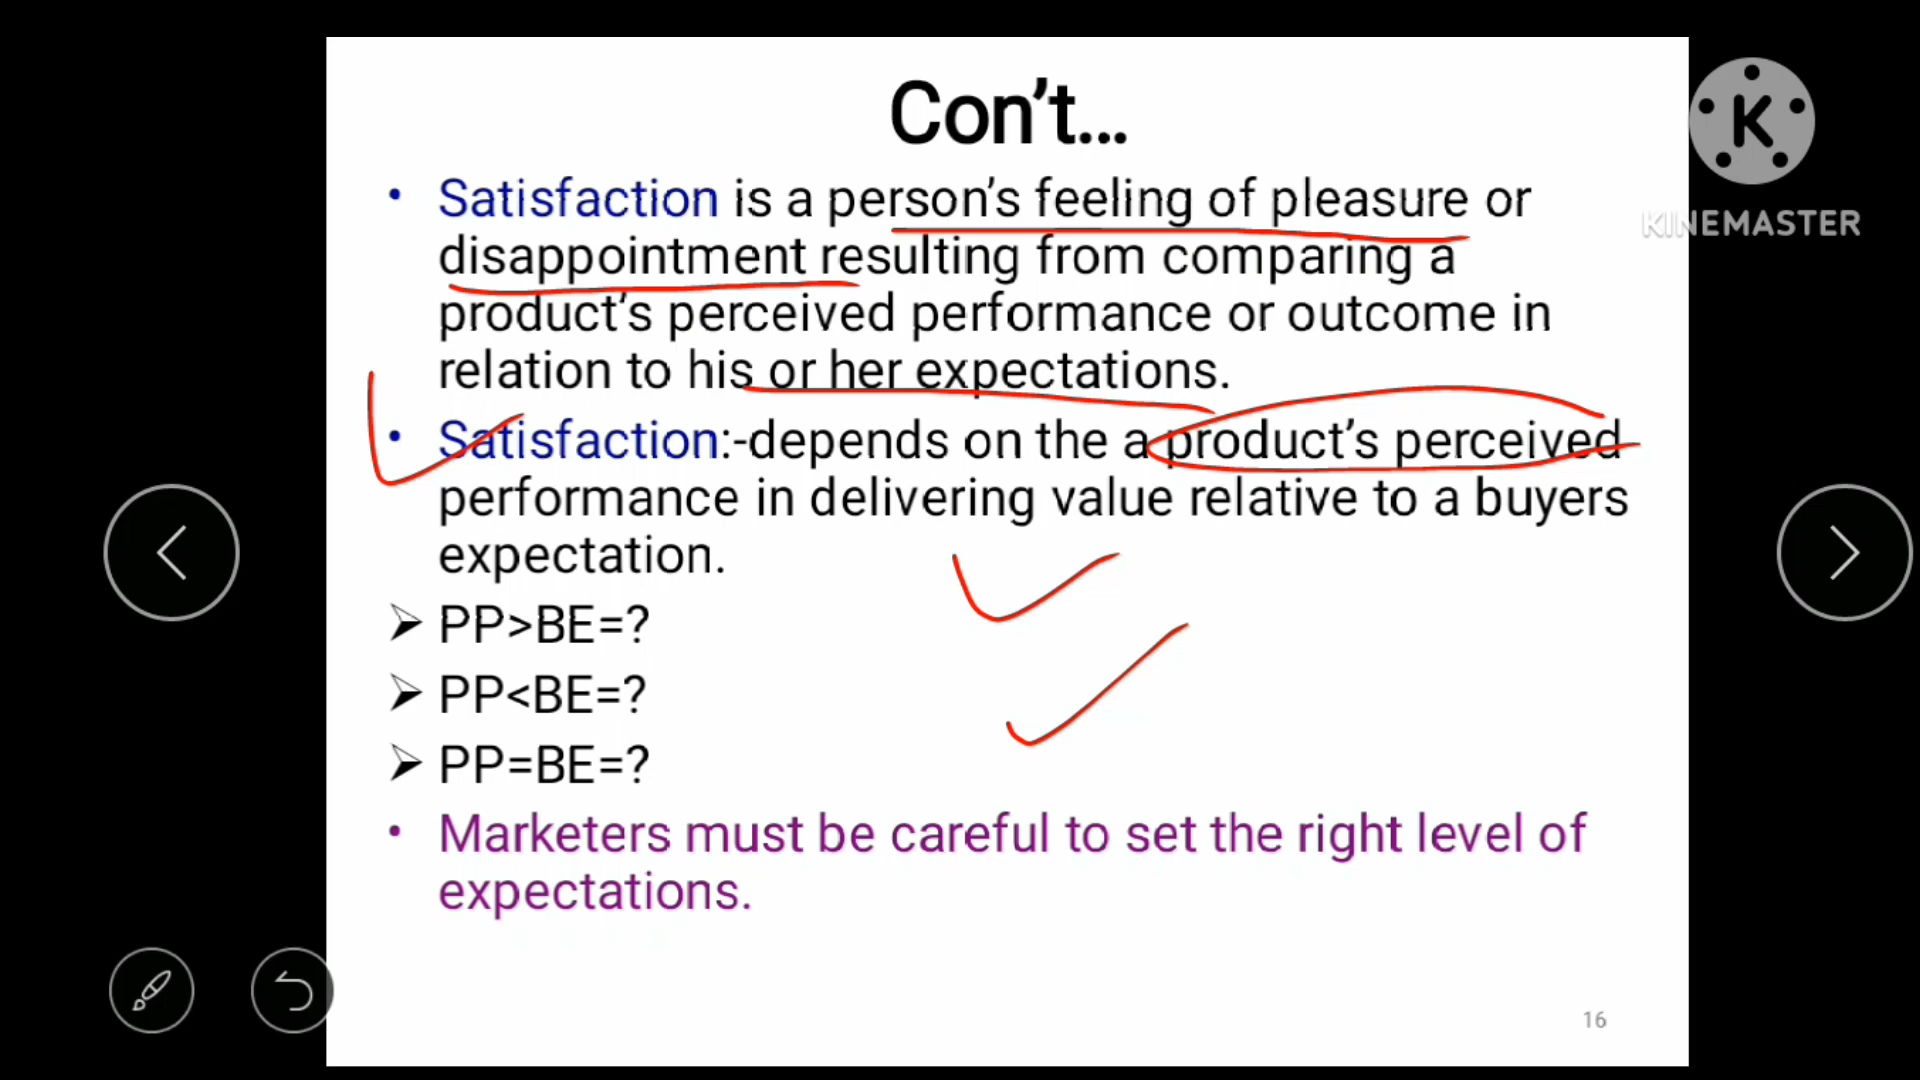 Con't...
• Satisfaction is a person's feeling of pleasure or
disappointment resulting from comparing a
product's perceived performance or outcome in
relation to his or her expectations.
• Satisfaction:-depends on the a product's perceived
performance in delivering value relative to a buyers
expectation.
➢ PP>BE=?
➢ PP<BE=?
➢ PP=BE=?
• Marketers must be careful to set the right level of
expectations.
16
K
KINEMASTER